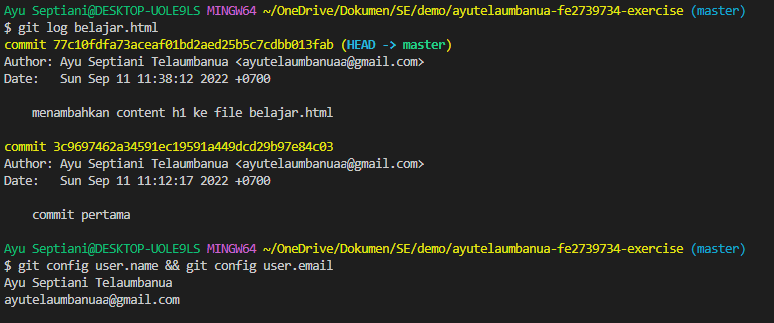 Ayu Septiani@DESKTOP-UOLE9LS MINGW64 ~/OneDrive/Dokumen/SE/demo/ayutelaumbanua-fe2739734-exercise (master)
$ git log belajar.html
commit 77c10fdfa73aceaf01bd2aed25b5c7cdbb013fab (HEAD -> master)
Author: Ayu Septiani Telaumbanua <ayutelaumbanuaa@gmail.com>
Date:   Sun Sep 11 11:38:12 2022 +0700
    menambahkan content h1 ke file belajar.html
commit 3c9697462a34591ec19591a449dcd29b97e84c03
Author: Ayu Septiani Telaumbanua <ayutelaumbanuaa@gmail.com>
Date:   Sun Sep 11 11:12:17 2022 +0700
    commit pertama
Ayu Septiani@DESKTOP-UOLE9LS MINGW64 ~/OneDrive/Dokumen/SE/demo/ayutelaumbanua-fe2739734-exercise (master)
$ git config user.name && git config user.email
Ayu Septiani Telaumbanua
ayutelaumbanuaa@gmail.com